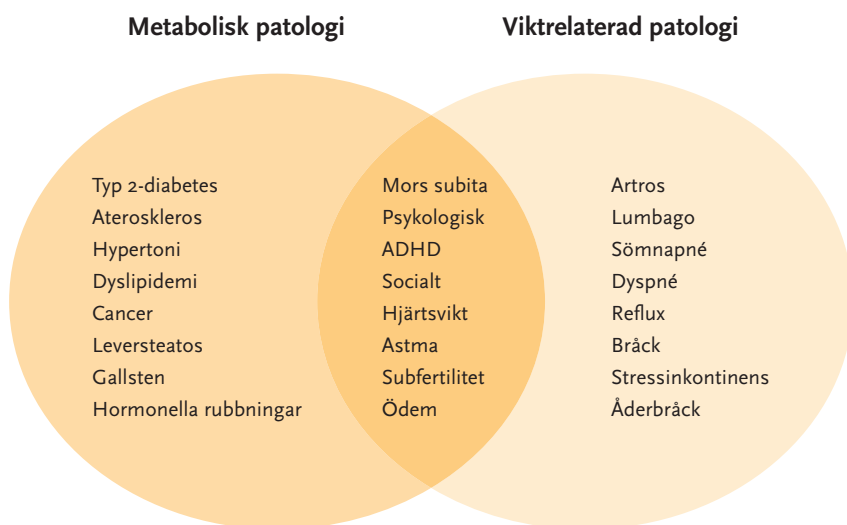 Metabolisk patologi
Viktrelaterad patologi
Typ 2-diabetes
Ateroskleros
Hypertoni
Dyslipidemi
Cancer
Leversteatos
Gallsten
Hormonella rubbningar
Mors subita
Psykologisk
ADHD
Socialt
Hjärtsvikt
Astma
Subfertilitet
Ödem
Artros
Lumbago
Sömnapné
Dyspné
Reflux
Bråck
Stressinkontinens
Åderbråck